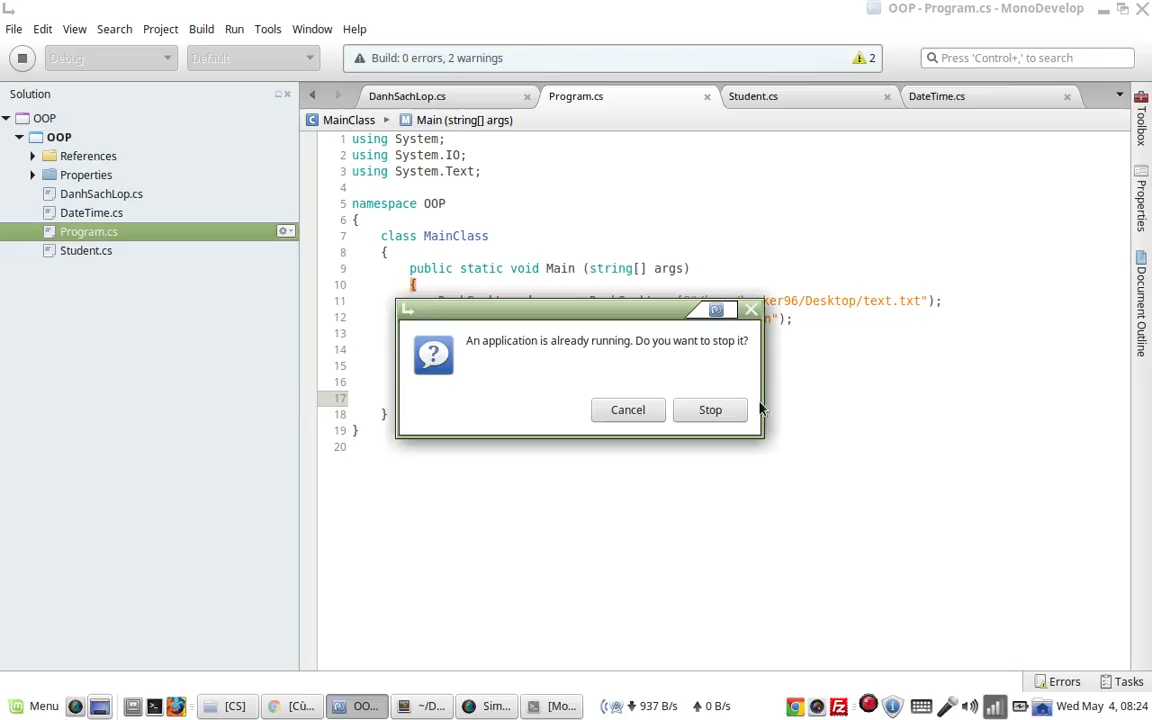 OOP - Program.cs - MonoDevelop
File Edit View Search Project Build Run Tools Window Help
Debug Default Build: 0 errors, 2 warnings 2 Press 'Control+,' to search
Solution
DanhSachLop.cs Program.cs Student.cs DateTime.cs
MainClass Main (string[] args)
OOP
OOP
References
Properties
DanhSachLop.cs
DateTime.cs
Program.cs
Student.cs
1 using System;
2 using System.IO;
3 using System.Text;
4
5 namespace OOP
6 {
7 class MainClass
8 {
9 public static void Main (string[] args)
10 {
11 ker96/Desktop/text.txt");
12 n");
13
14
15
16
17
18 }
19 }
20
An application is already running. Do you want to stop it?
Cancel Stop
Toolbox
Properties
Document Outline
Errors Tasks
Menu [CS] [Cù... OO... ~/D... Sim... [Mo... 937 B/s 0 B/s Wed May 4, 08:24